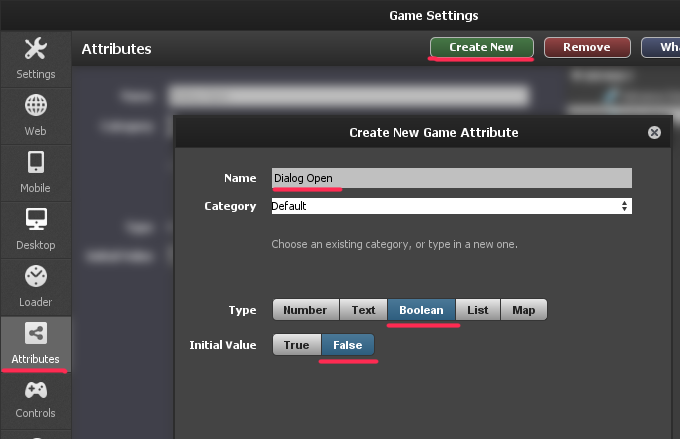 Game Settings
Attributes
Create New
Remove
Wha
Settings
Web
Mobile
Desktop
Loader
Attributes
Controls
Create New Game Attribute
Name
Dialog Open
Category
Default
Choose an existing category, or type in a new one.
Type
Number
Text
Boolean
List
Map
Initial Value
True
False